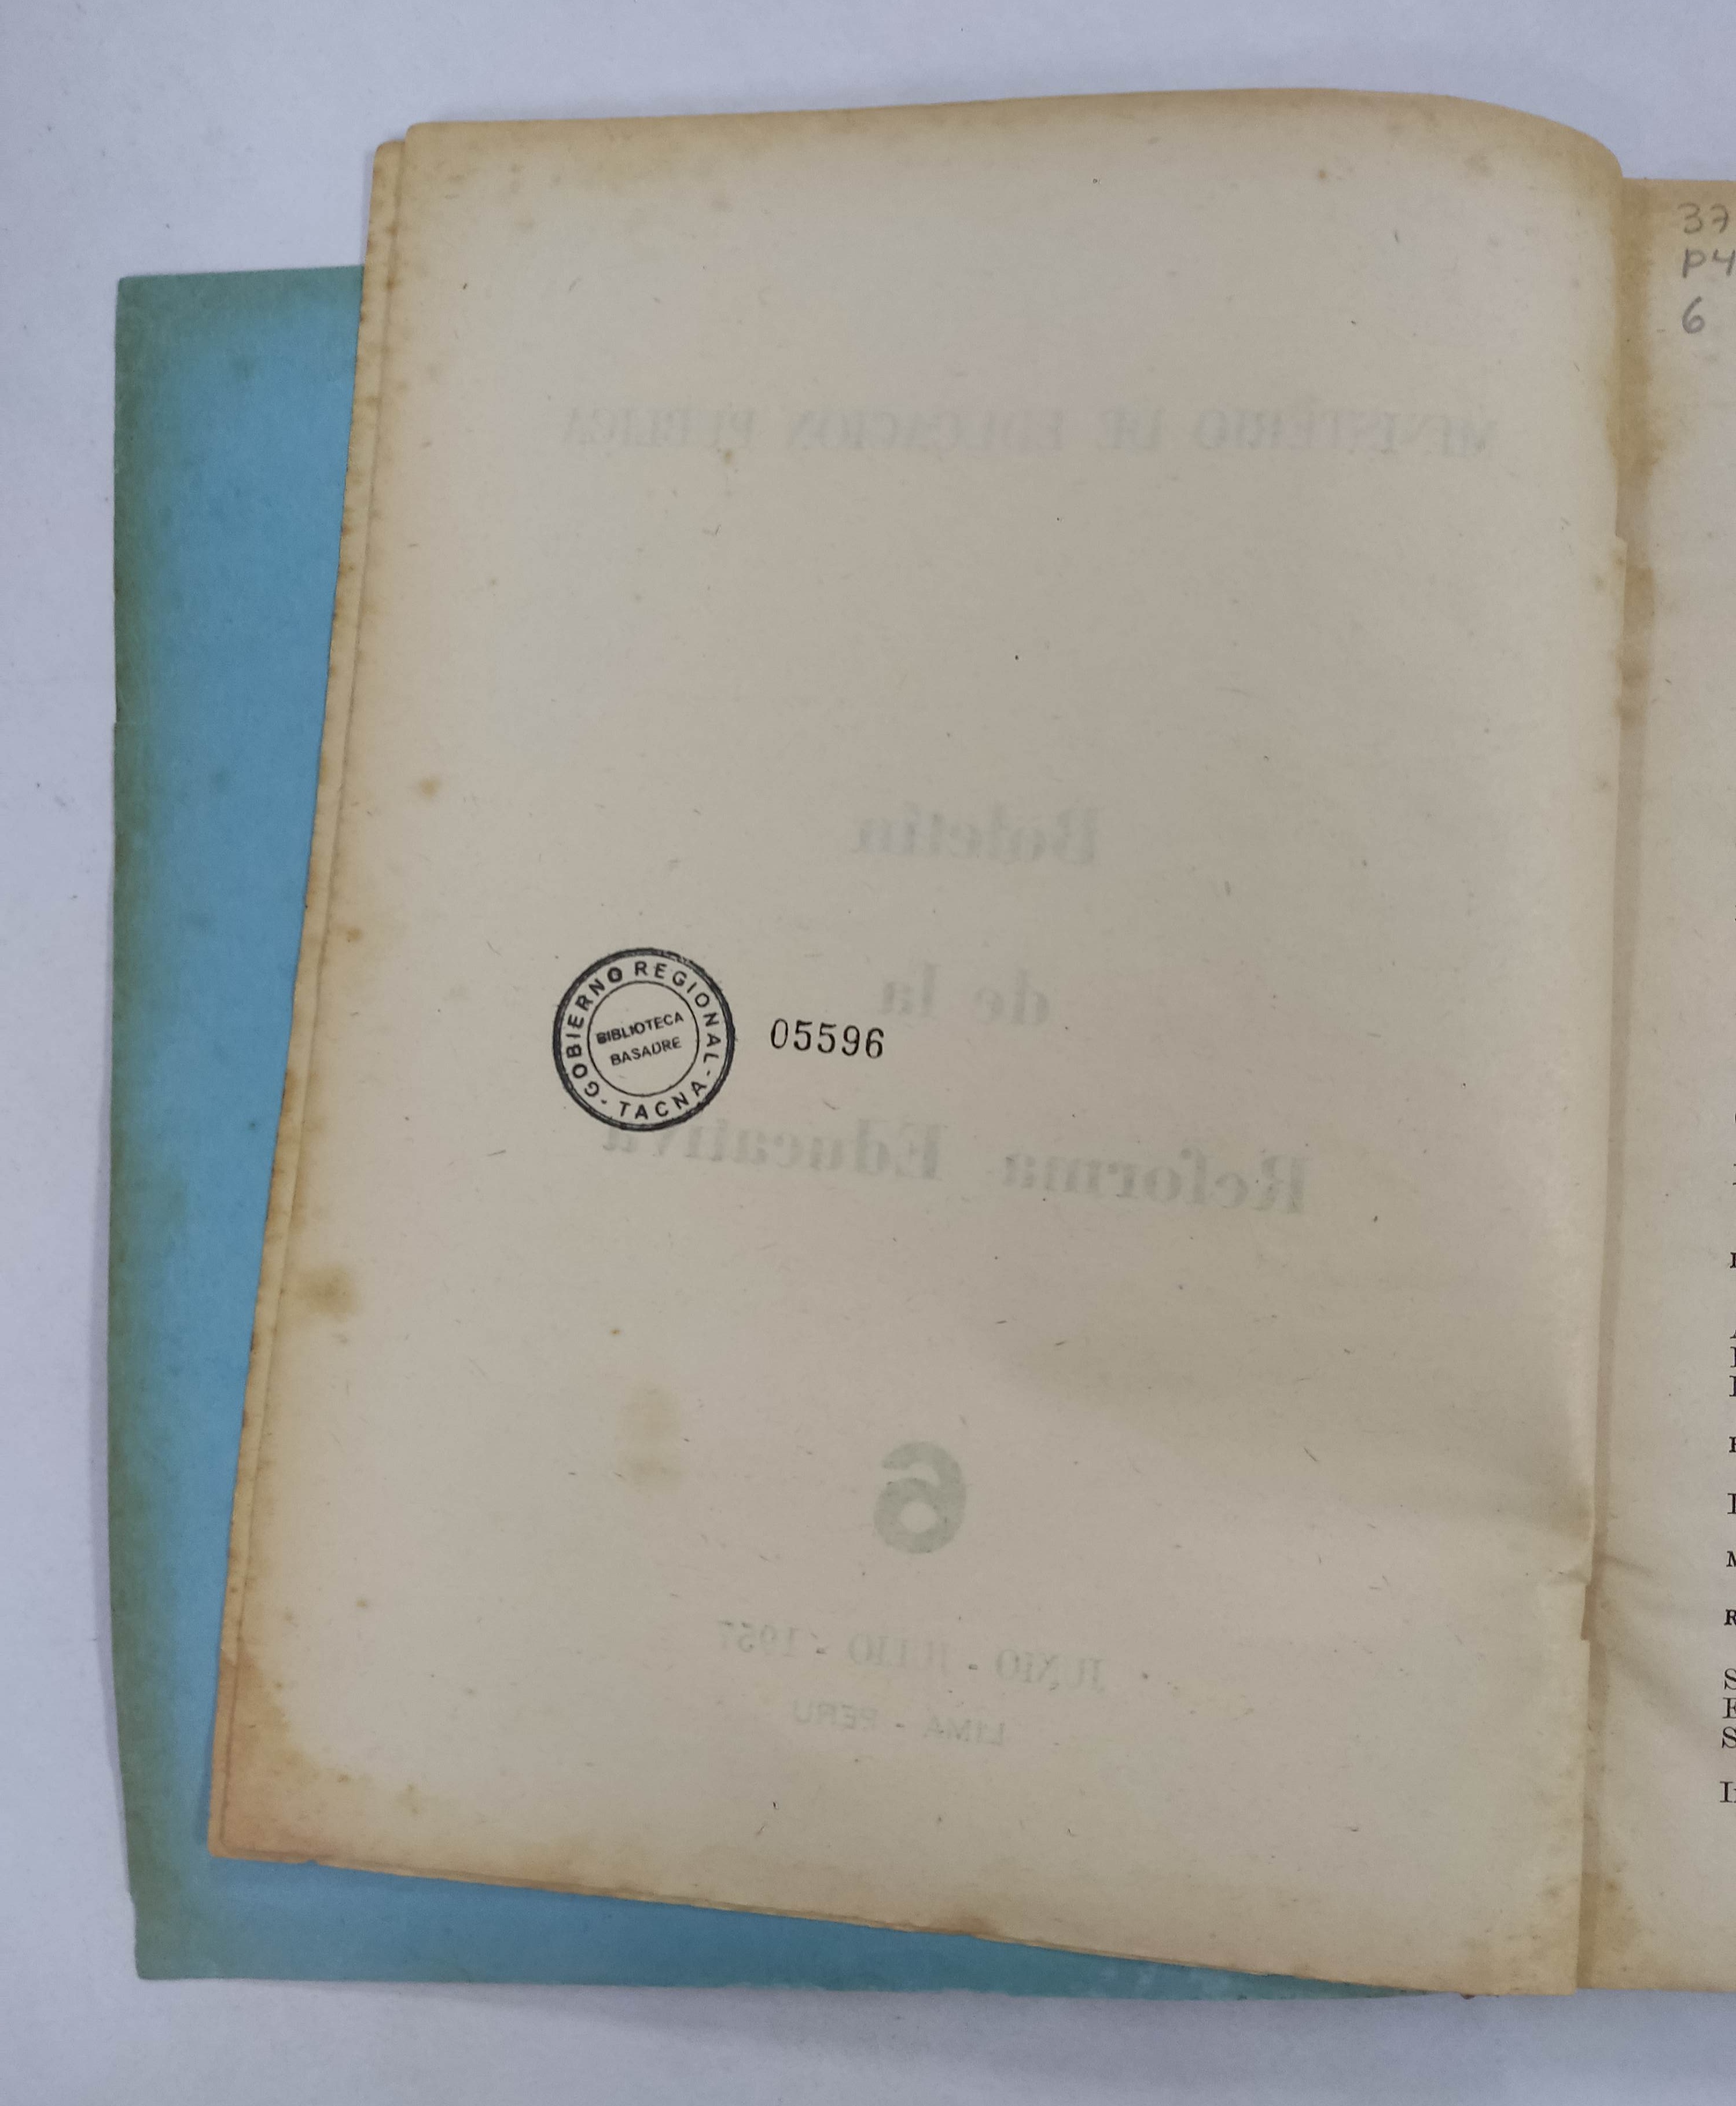 MINISTERIO DE EDUCACION PUBLICA
Boletín
de la
GOBIERNO REGIONAL - TACNA -
BIBLIOTECA
BASADRE
05596
Reforma Educativa
6
JUNIO - JULIO - 1957
LIMA - PERU
37
P4
6